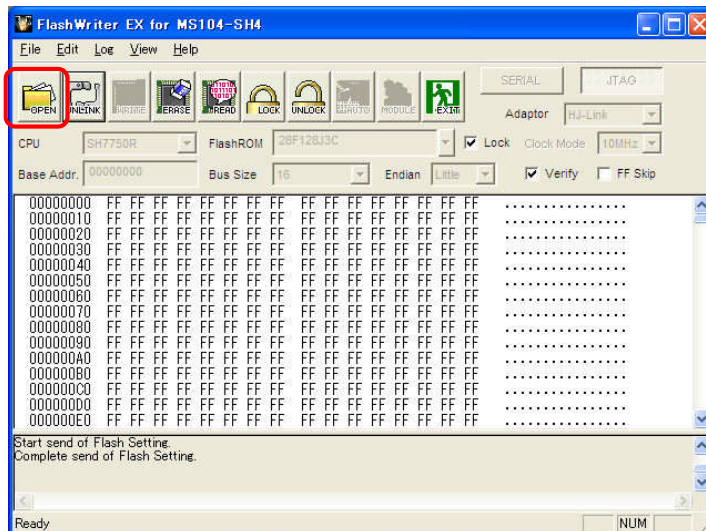 FlashWriter EX for MS104-SH4
File Edit Log View Help
OPEN UNLINK WRITE ERASE READ LOCK UNLOCK AUTO MODULE EXIT SERIAL JTAG
Adaptor HJ-Link
CPU SH7750R FlashROM 28F128J3C Lock Clock Mode 10MHz
Base Addr. 00000000 Bus Size 16 Endian Little Verify FF Skip
00000000 FF FF FF FF FF FF FF FF FF FF FF FF FF FF FF FF ................
00000010 FF FF FF FF FF FF FF FF FF FF FF FF FF FF FF FF ................
00000020 FF FF FF FF FF FF FF FF FF FF FF FF FF FF FF FF ................
00000030 FF FF FF FF FF FF FF FF FF FF FF FF FF FF FF FF ................
00000040 FF FF FF FF FF FF FF FF FF FF FF FF FF FF FF FF ................
00000050 FF FF FF FF FF FF FF FF FF FF FF FF FF FF FF FF ................
00000060 FF FF FF FF FF FF FF FF FF FF FF FF FF FF FF FF ................
00000070 FF FF FF FF FF FF FF FF FF FF FF FF FF FF FF FF ................
00000080 FF FF FF FF FF FF FF FF FF FF FF FF FF FF FF FF ................
00000090 FF FF FF FF FF FF FF FF FF FF FF FF FF FF FF FF ................
000000A0 FF FF FF FF FF FF FF FF FF FF FF FF FF FF FF FF ................
000000B0 FF FF FF FF FF FF FF FF FF FF FF FF FF FF FF FF ................
000000C0 FF FF FF FF FF FF FF FF FF FF FF FF FF FF FF FF ................
000000D0 FF FF FF FF FF FF FF FF FF FF FF FF FF FF FF FF ................
000000E0 FF FF FF FF FF FF FF FF FF FF FF FF FF FF FF FF ................
Start send of Flash Setting.
Complete send of Flash Setting.
Ready NUM